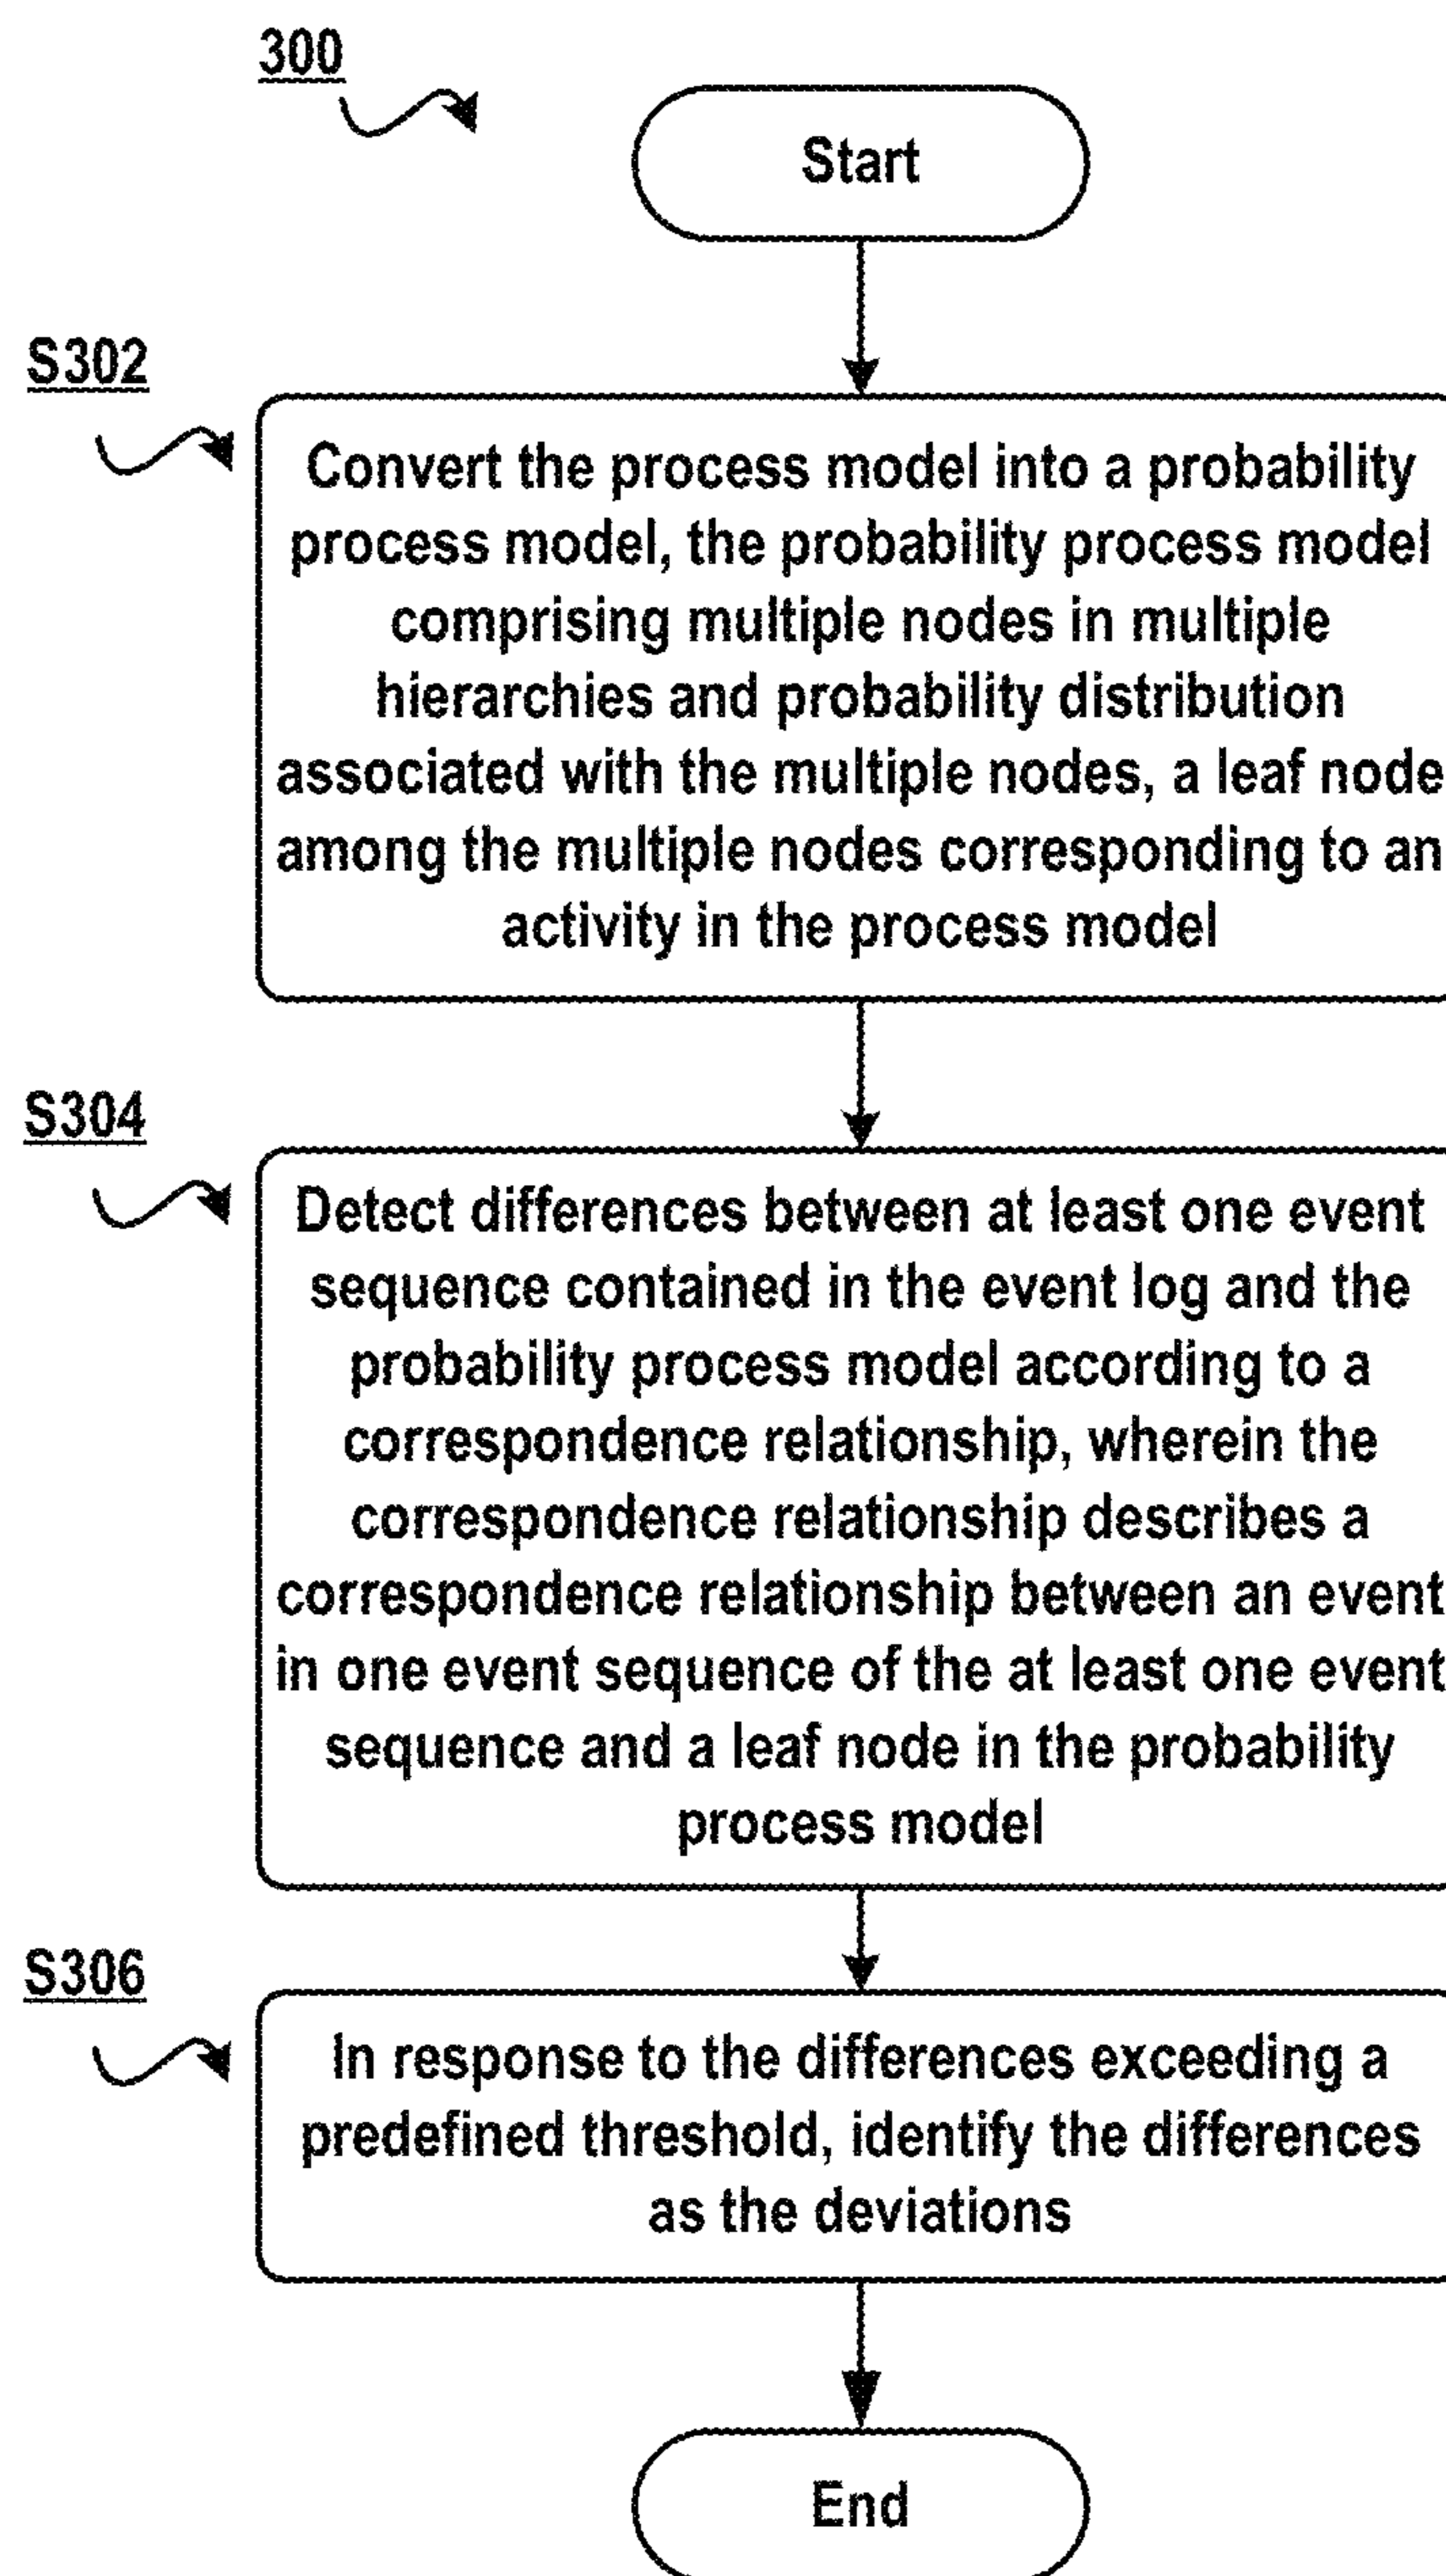 300
Start
S302
Convert the process model into a probability
process model, the probability process model
comprising multiple nodes in multiple
hierarchies and probability distribution
associated with the multiple nodes, a leaf node
among the multiple nodes corresponding to an
activity in the process model
S304
Detect differences between at least one event
sequence contained in the event log and the
probability process model according to a
correspondence relationship, wherein the
correspondence relationship describes a
correspondence relationship between an event
in one event sequence of the at least one event
sequence and a leaf node in the probability
process model
S306
In response to the differences exceeding a
predefined threshold, identify the differences
as the deviations
End